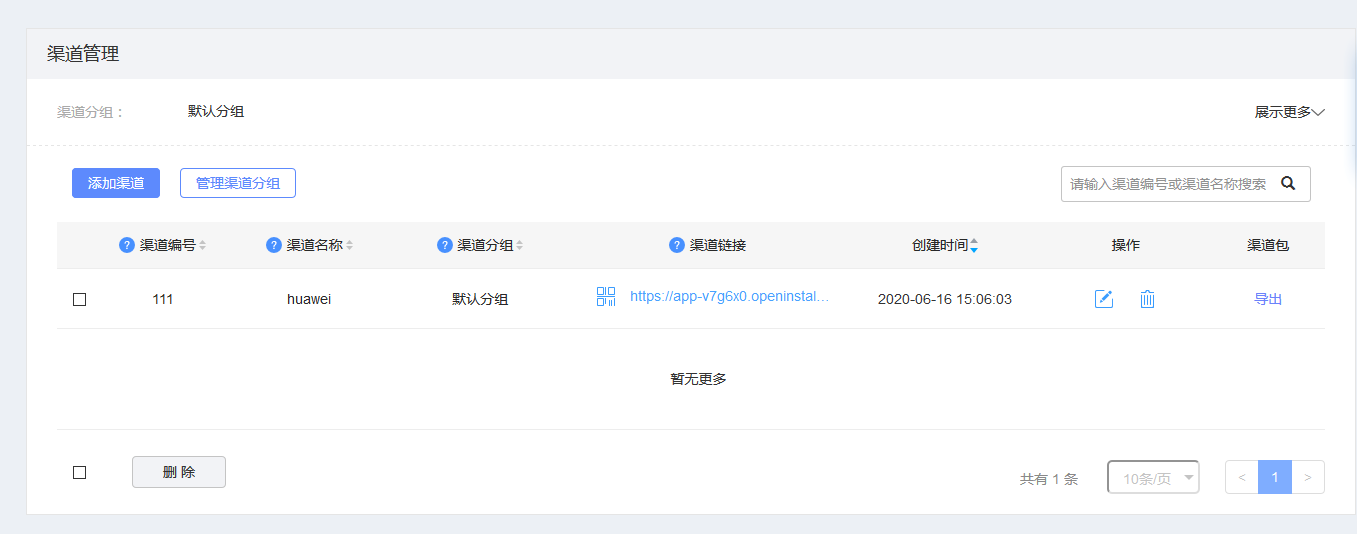 渠道管理
渠道分组： 默认分组 展示更多
添加渠道 管理渠道分组 请输入渠道编号或渠道名称搜索
? 渠道编号 ? 渠道名称 ? 渠道分组 ? 渠道链接 创建时间 操作 渠道包
111 huawei 默认分组 https://app-v7g6x0.openinstal... 2020-06-16 15:06:03 导出
暂无更多
删 除 共有 1 条 10条/页 < 1 >